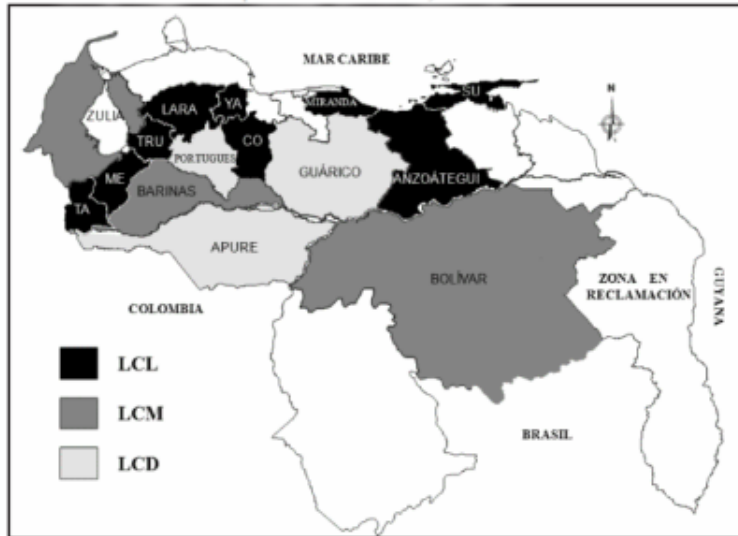 MAR CARIBE
N
SU
LARA
YA
MIRANDA
ZULIA
TRU
CO
PORTUGUES
GUÁRICO
ME
ANZOÁTEGUI
BARINAS
TA
APURE
BOLÍVAR
ZONA EN
RECLAMACIÓN
GUYANA
COLOMBIA
LCL
LCM
BRASIL
LCD